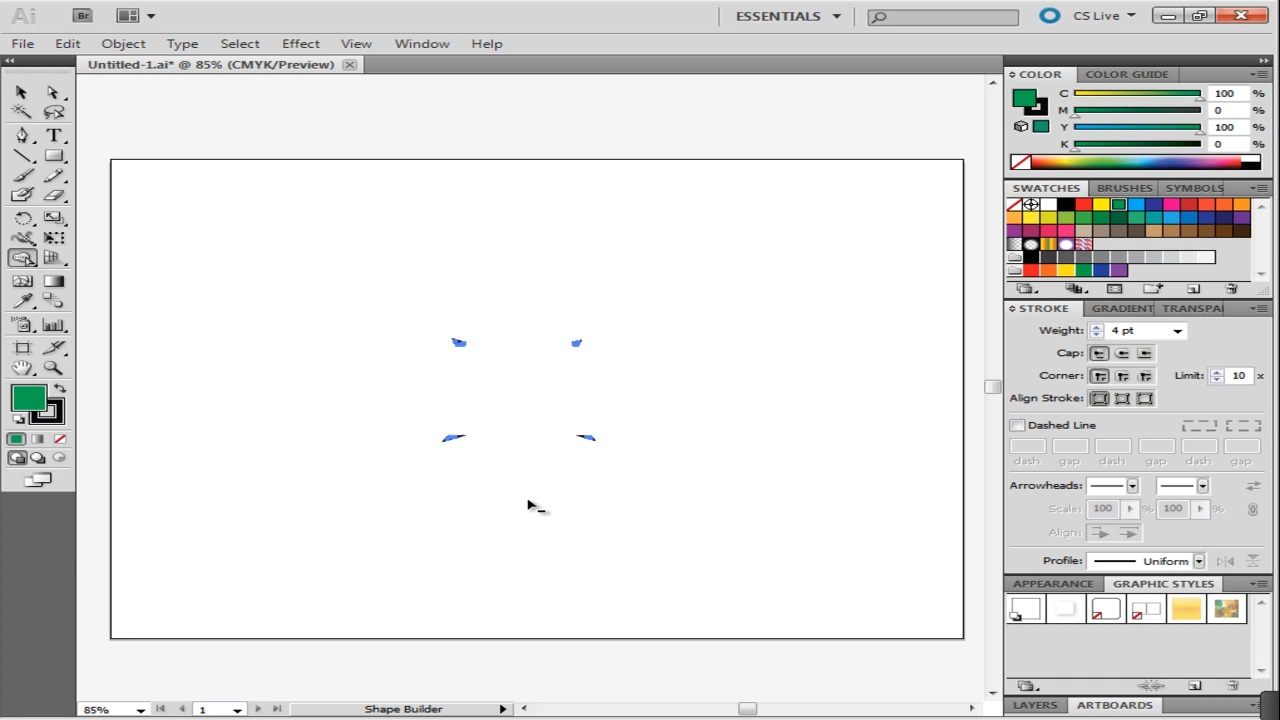 Ai Br ESSENTIALS CS Live
File Edit Object Type Select Effect View Window Help
Untitled-1.ai* @ 85% (CMYK/Preview)
COLOR COLOR GUIDE
C 100 %
M 0 %
Y 100 %
K 0 %
SWATCHES BRUSHES SYMBOLS
STROKE GRADIENT TRANSPA
Weight: 4 pt
Cap:
Corner: Limit: 10 x
Align Stroke:
Dashed Line
dash gap dash gap dash gap
Arrowheads:
Scale: 100 % 100 %
Align:
Profile: Uniform
APPEARANCE GRAPHIC STYLES
LAYERS ARTBOARDS
85% 1 Shape Builder